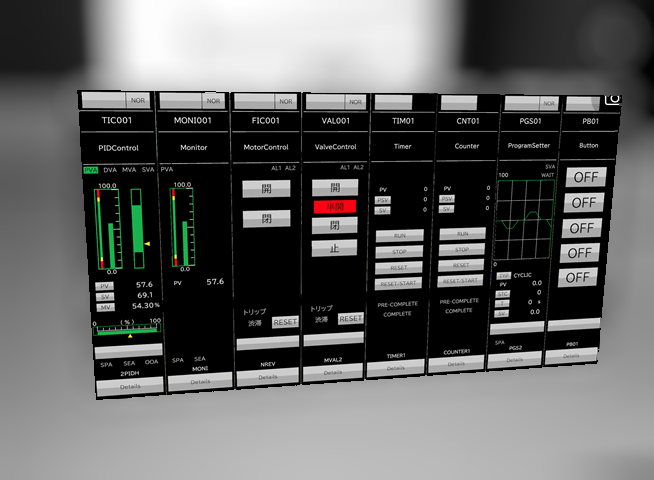 NOR
TIC001
PIDControl
PVA DVA MVA SVA
100.0
0.0
PV 57.6
SV 69.1
MV 54.30%
0 (%) 100
SPA SEA OOA
2PIDH
Details
NOR
MONI001
Monitor
PVA
100.0
0.0
PV 57.6
SPA SEA
MONI
Details
NOR
FIC001
MotorControl
AL1 AL2
開
閉
トリップ
渋滞 RESET
NREV
Details
NOR
VAL001
ValveControl
AL1 AL2
開
半開
閉
止
トリップ
渋滞 RESET
MVAL2
Details
TIM01
Timer
PV 0
PSV 0
SV 0
RUN
STOP
RESET
RESET-START
PRE-COMPLETE
COMPLETE
TIMER1
Details
CNT01
Counter
PV 0
PSV 0
SV 0
RUN
STOP
RESET
RESET-START
PRE-COMPLETE
COMPLETE
COUNTER1
Details
NOR
PGS01
ProgramSetter
SVA
100 WAIT
0
TYP CYCLIC
PV 0.0
STC 0
0 s
SV 0.0
SPA
PGS2
Details
NOR
PB01
Button
OFF
OFF
OFF
OFF
OFF
PB01
Details